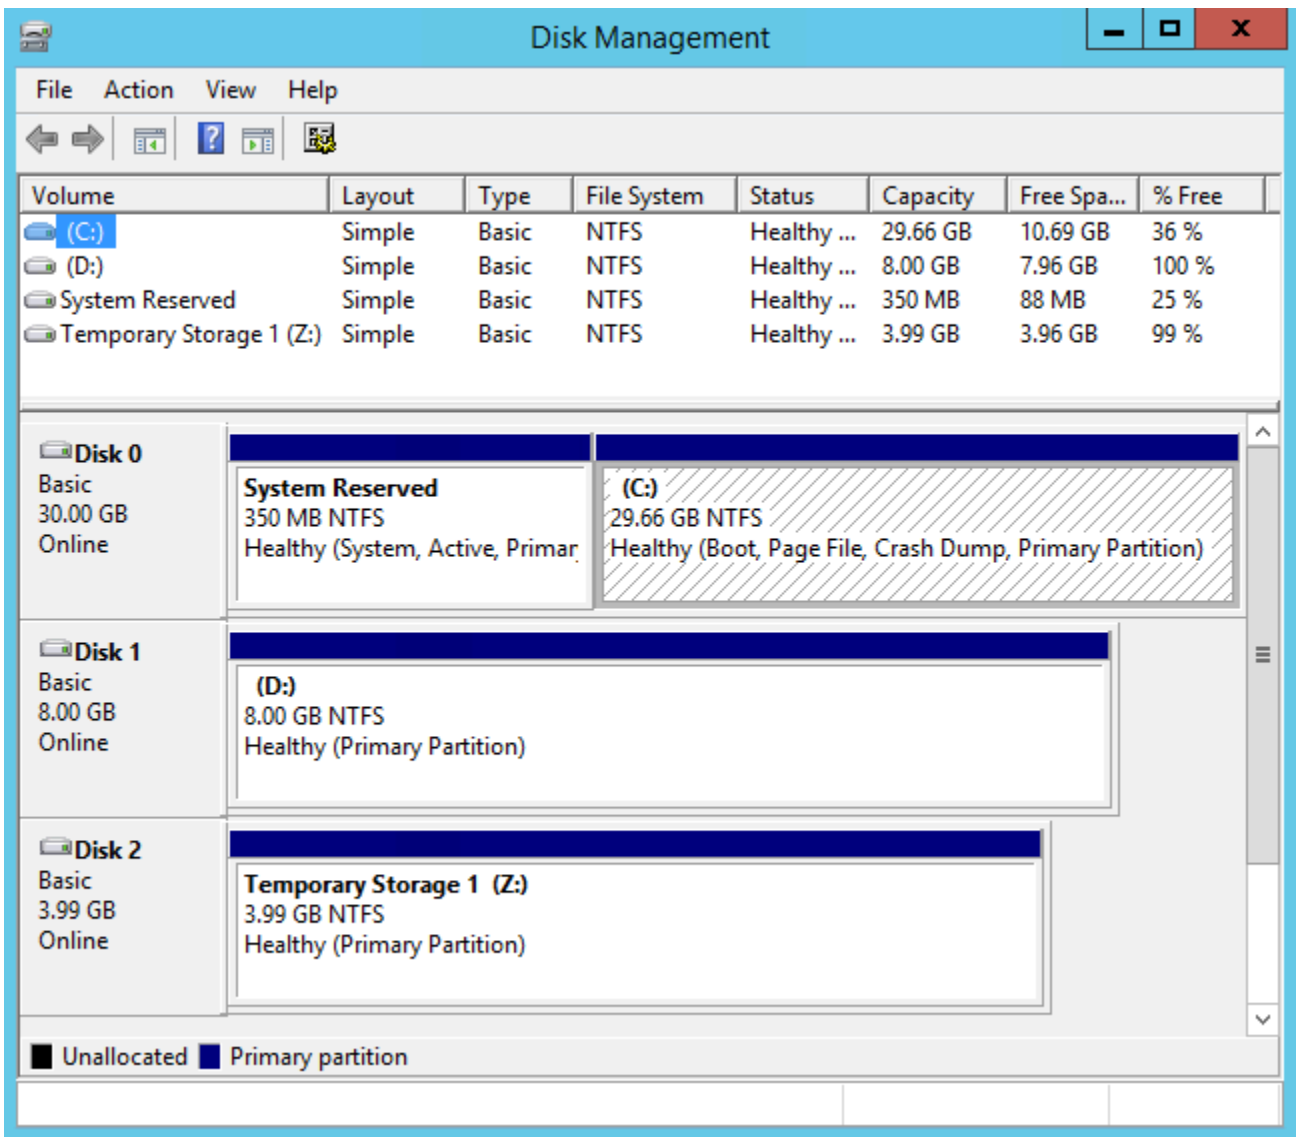 Disk Management
File Action View Help
Volume Layout Type File System Status Capacity Free Spa... % Free
(C:) Simple Basic NTFS Healthy ... 29.66 GB 10.69 GB 36 %
(D:) Simple Basic NTFS Healthy ... 8.00 GB 7.96 GB 100 %
System Reserved Simple Basic NTFS Healthy ... 350 MB 88 MB 25 %
Temporary Storage 1 (Z:) Simple Basic NTFS Healthy ... 3.99 GB 3.96 GB 99 %
Disk 0
Basic
30.00 GB
Online
System Reserved
350 MB NTFS
Healthy (System, Active, Primar
(C:)
29.66 GB NTFS
Healthy (Boot, Page File, Crash Dump, Primary Partition)
Disk 1
Basic
8.00 GB
Online
(D:)
8.00 GB NTFS
Healthy (Primary Partition)
Disk 2
Basic
3.99 GB
Online
Temporary Storage 1 (Z:)
3.99 GB NTFS
Healthy (Primary Partition)
Unallocated Primary partition